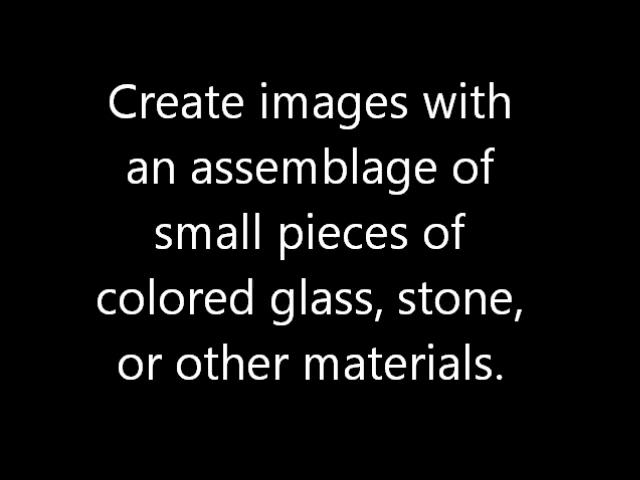 Create images with
an assemblage of
small pieces of
colored glass, stone,
or other materials.